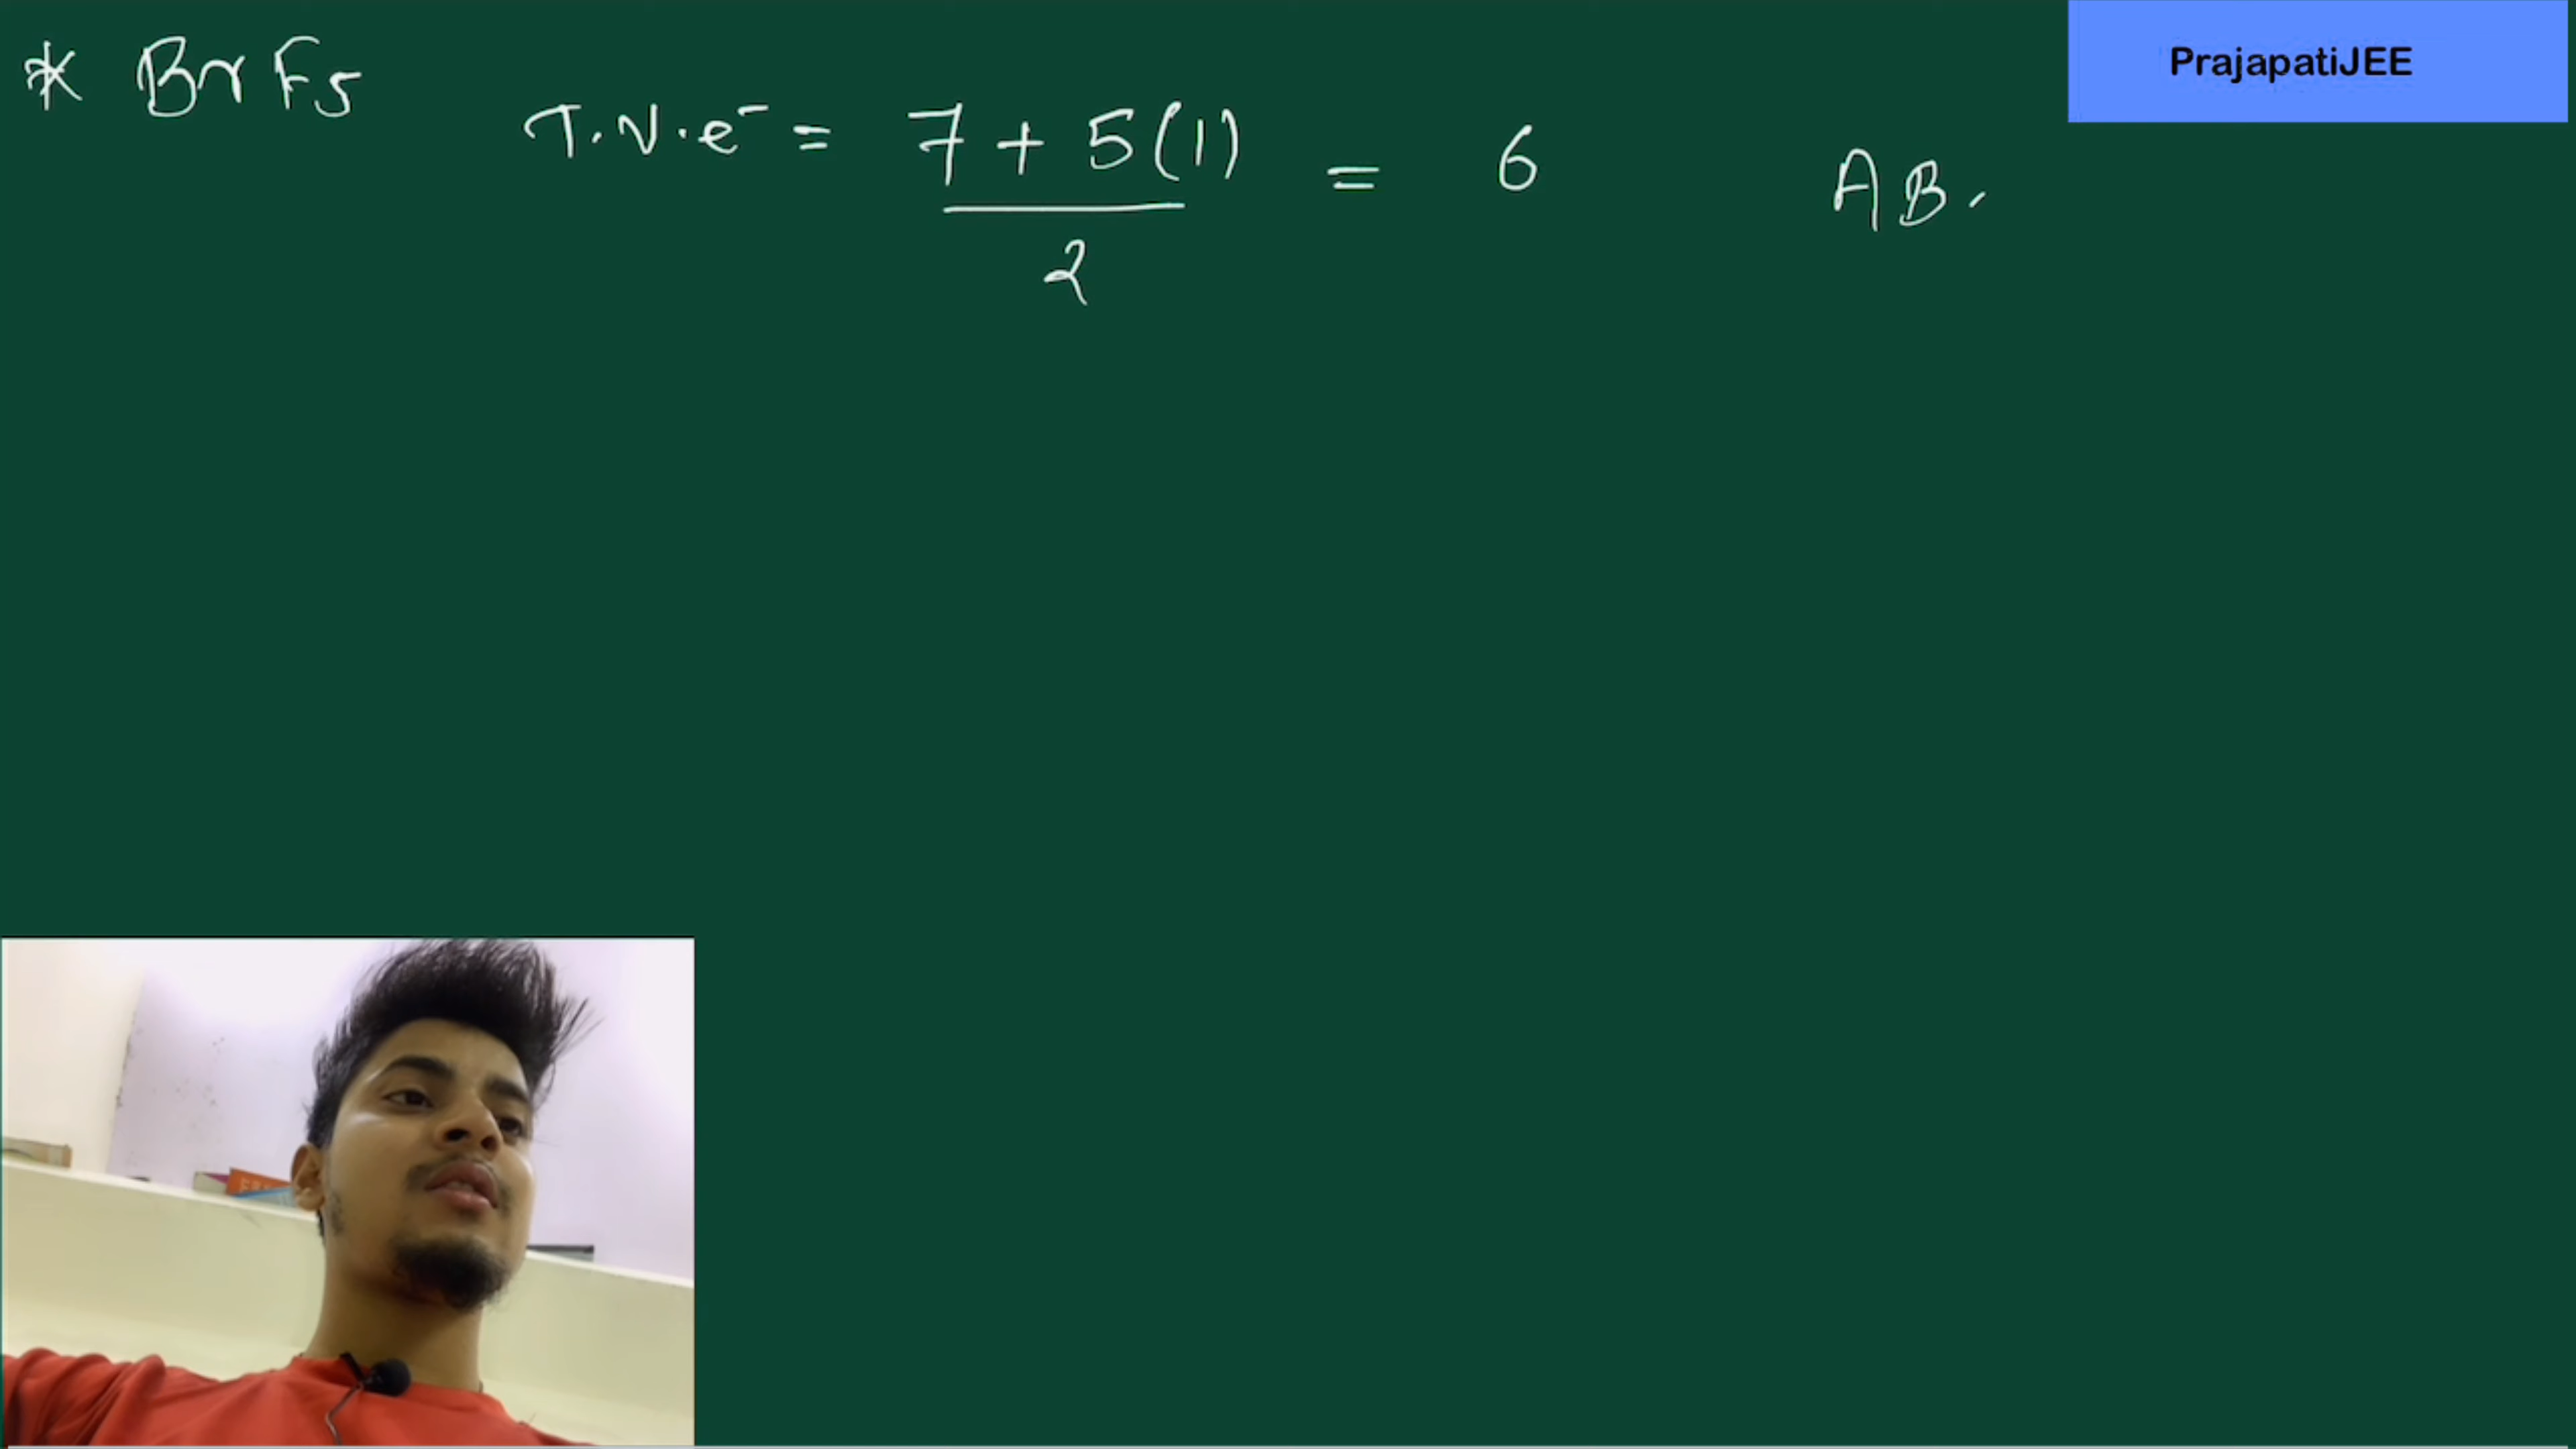 PrajapatiJEE
* BrF5
T.V.e⁻ = 7 + 5(1) = 6 AB.
2